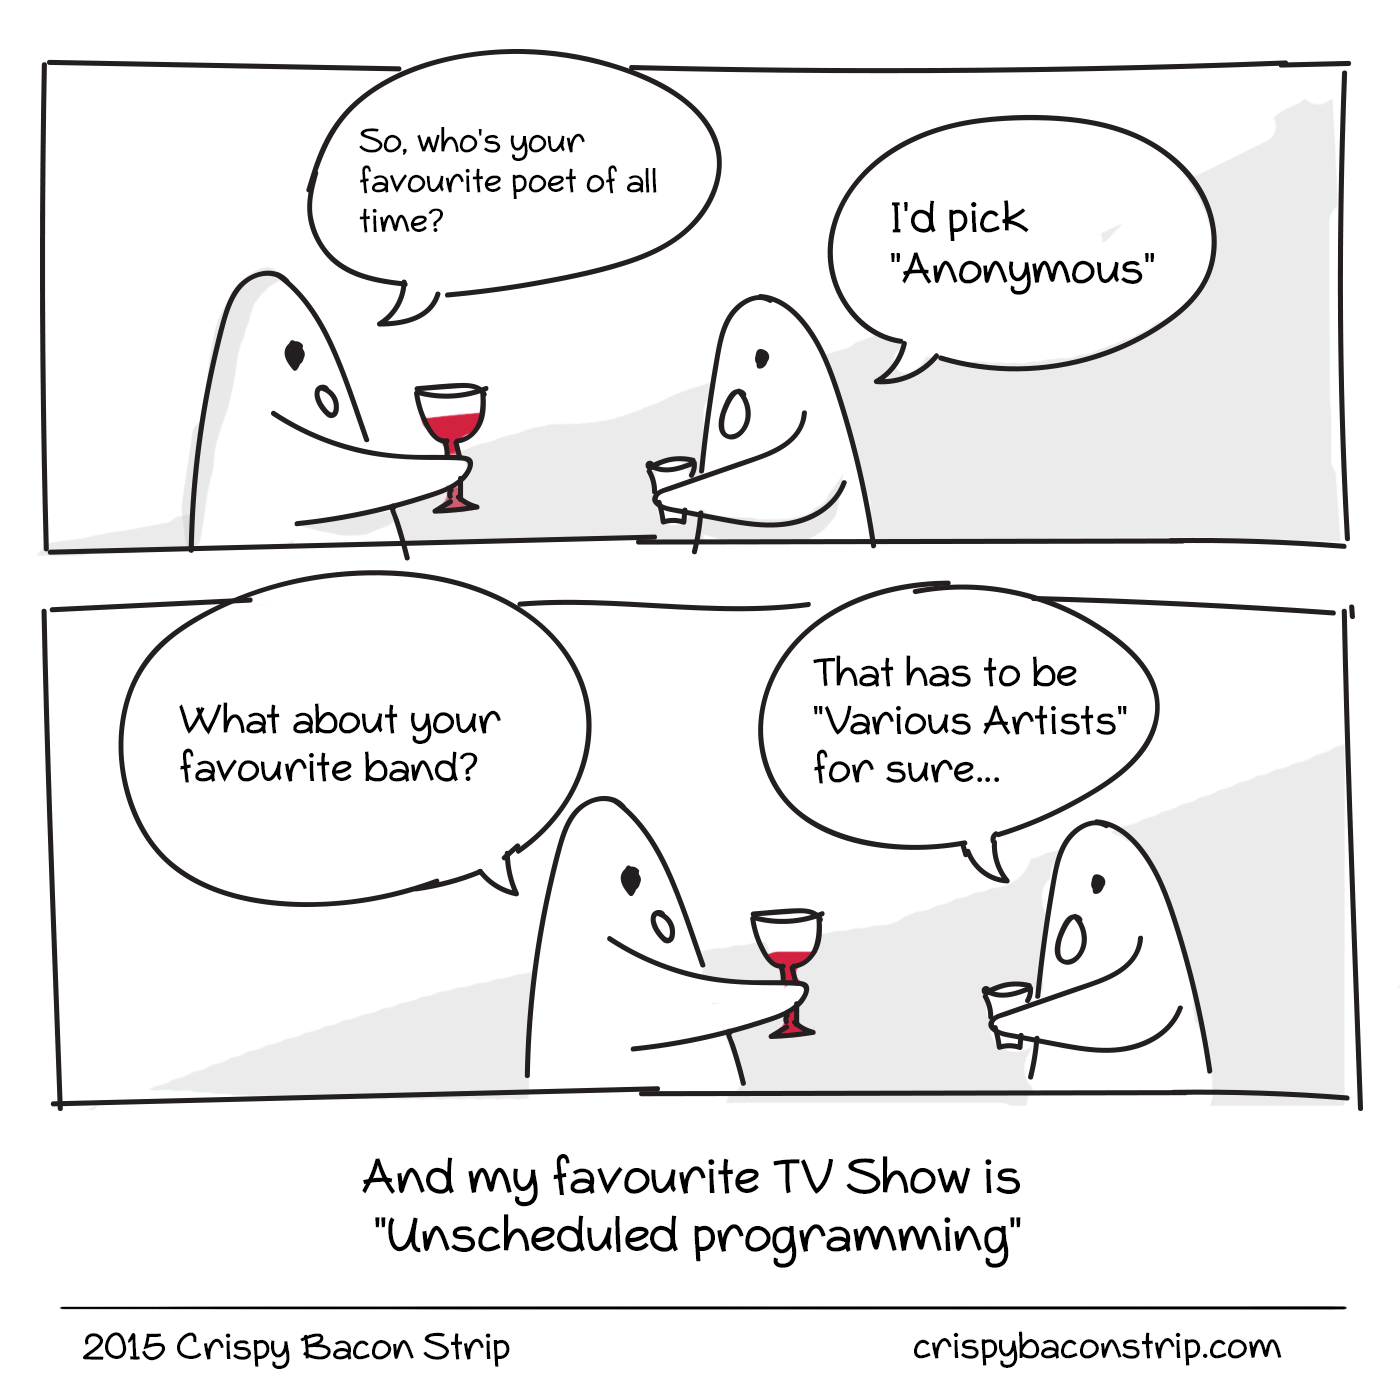 So, who's your
favourite poet of all
time?
I'd pick
"Anonymous"
What about your
favourite band?
That has to be
"Various Artists"
for sure...
And my favourite TV Show is
"Unscheduled programming"
2015 Crispy Bacon Strip
crispybaconstrip.com